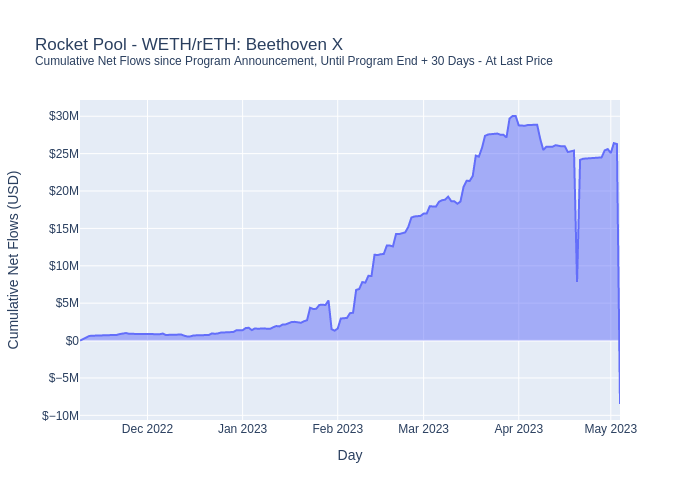 Rocket Pool - WETH/rETH: Beethoven X
Cumulative Net Flows since Program Announcement, Until Program End + 30 Days - At Last Price
Cumulative Net Flows (USD)
$30M
$25M
$20M
$15M
$10M
$5M
$0
$−5M
$−10M
Dec 2022
Jan 2023
Feb 2023
Mar 2023
Apr 2023
May 2023
Day